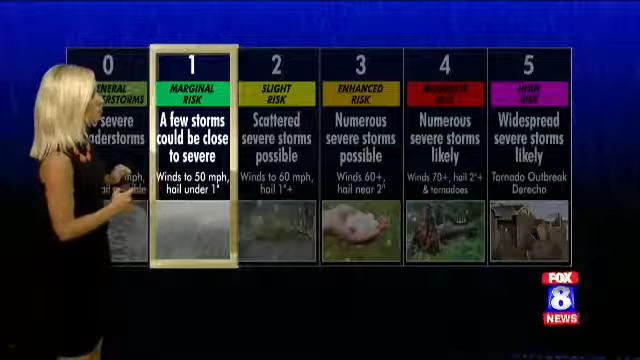 0
1
2
3
4
5
MARGINAL
RISK
SLIGHT
RISK
ENHANCED
RISK
MODERATE
RISK
HIGH
RISK
severe
A few storms
could be close
to severe
Scattered
severe storms
possible
Numerous
severe storms
possible
Numerous
severe storms
likely
Widespread
severe storms
likely
Winds to 50 mph,
hail under 1"
Winds to 60 mph,
hail 1"+
Winds 60+,
hail near 2"
Winds 70+, hail 2"+
& tornadoes
Tornado Outbreak
Derecho
FOX
8
NEWS